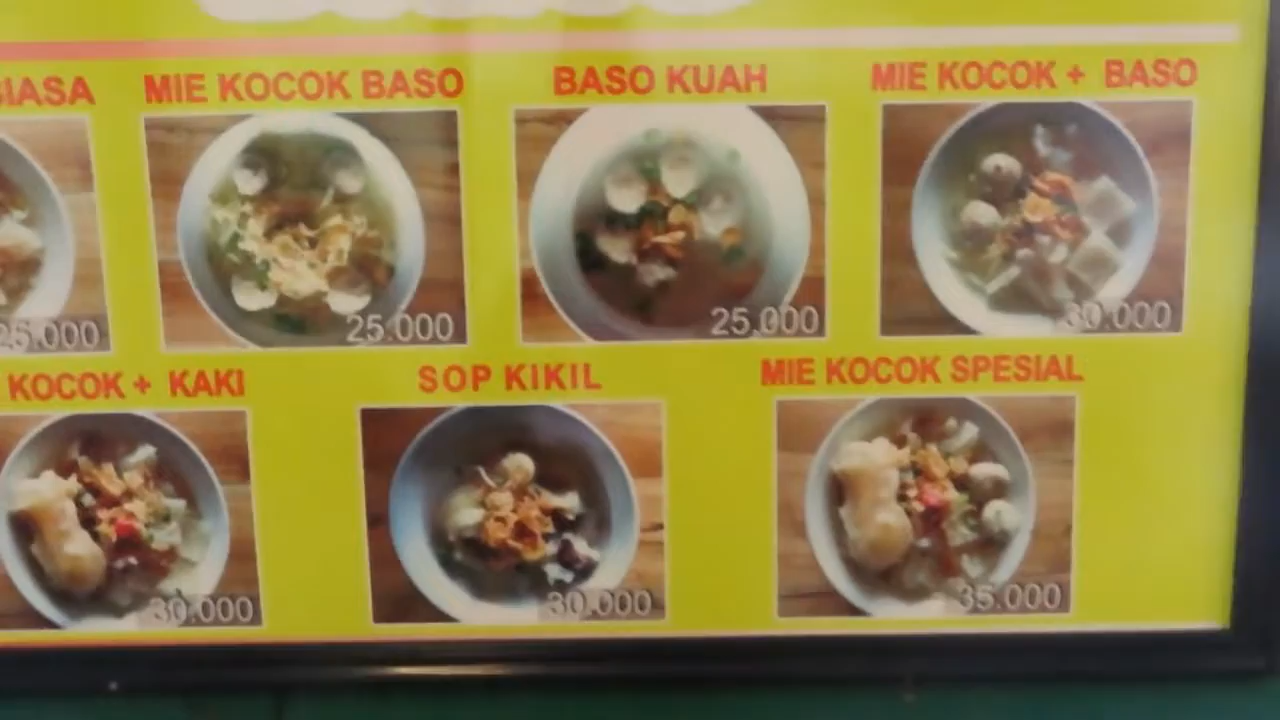 BIASA MIE KOCOK BASO BASO KUAH MIE KOCOK + BASO
25.000 25.000 25.000 30.000
KOCOK + KAKI SOP KIKIL MIE KOCOK SPESIAL
30.000 30.000 35.000